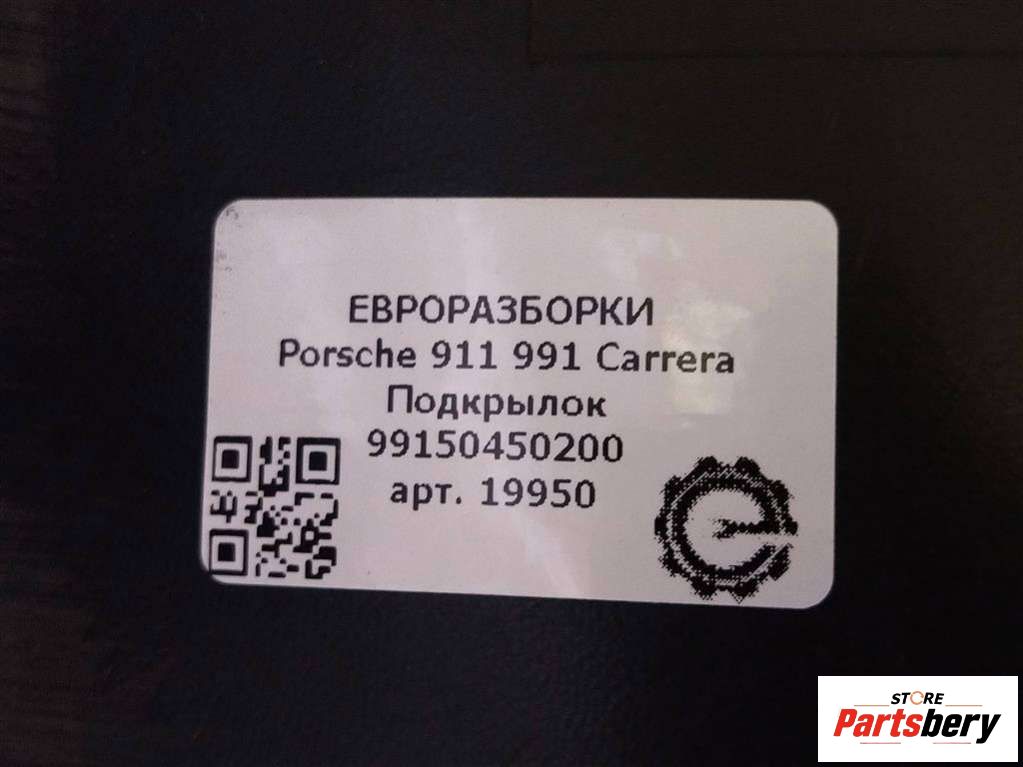 ЕВРОРАЗБОРКИ
Porsche 911 991 Carrera
Подкрылок
99150450200
арт. 19950
STORE
Partsbery